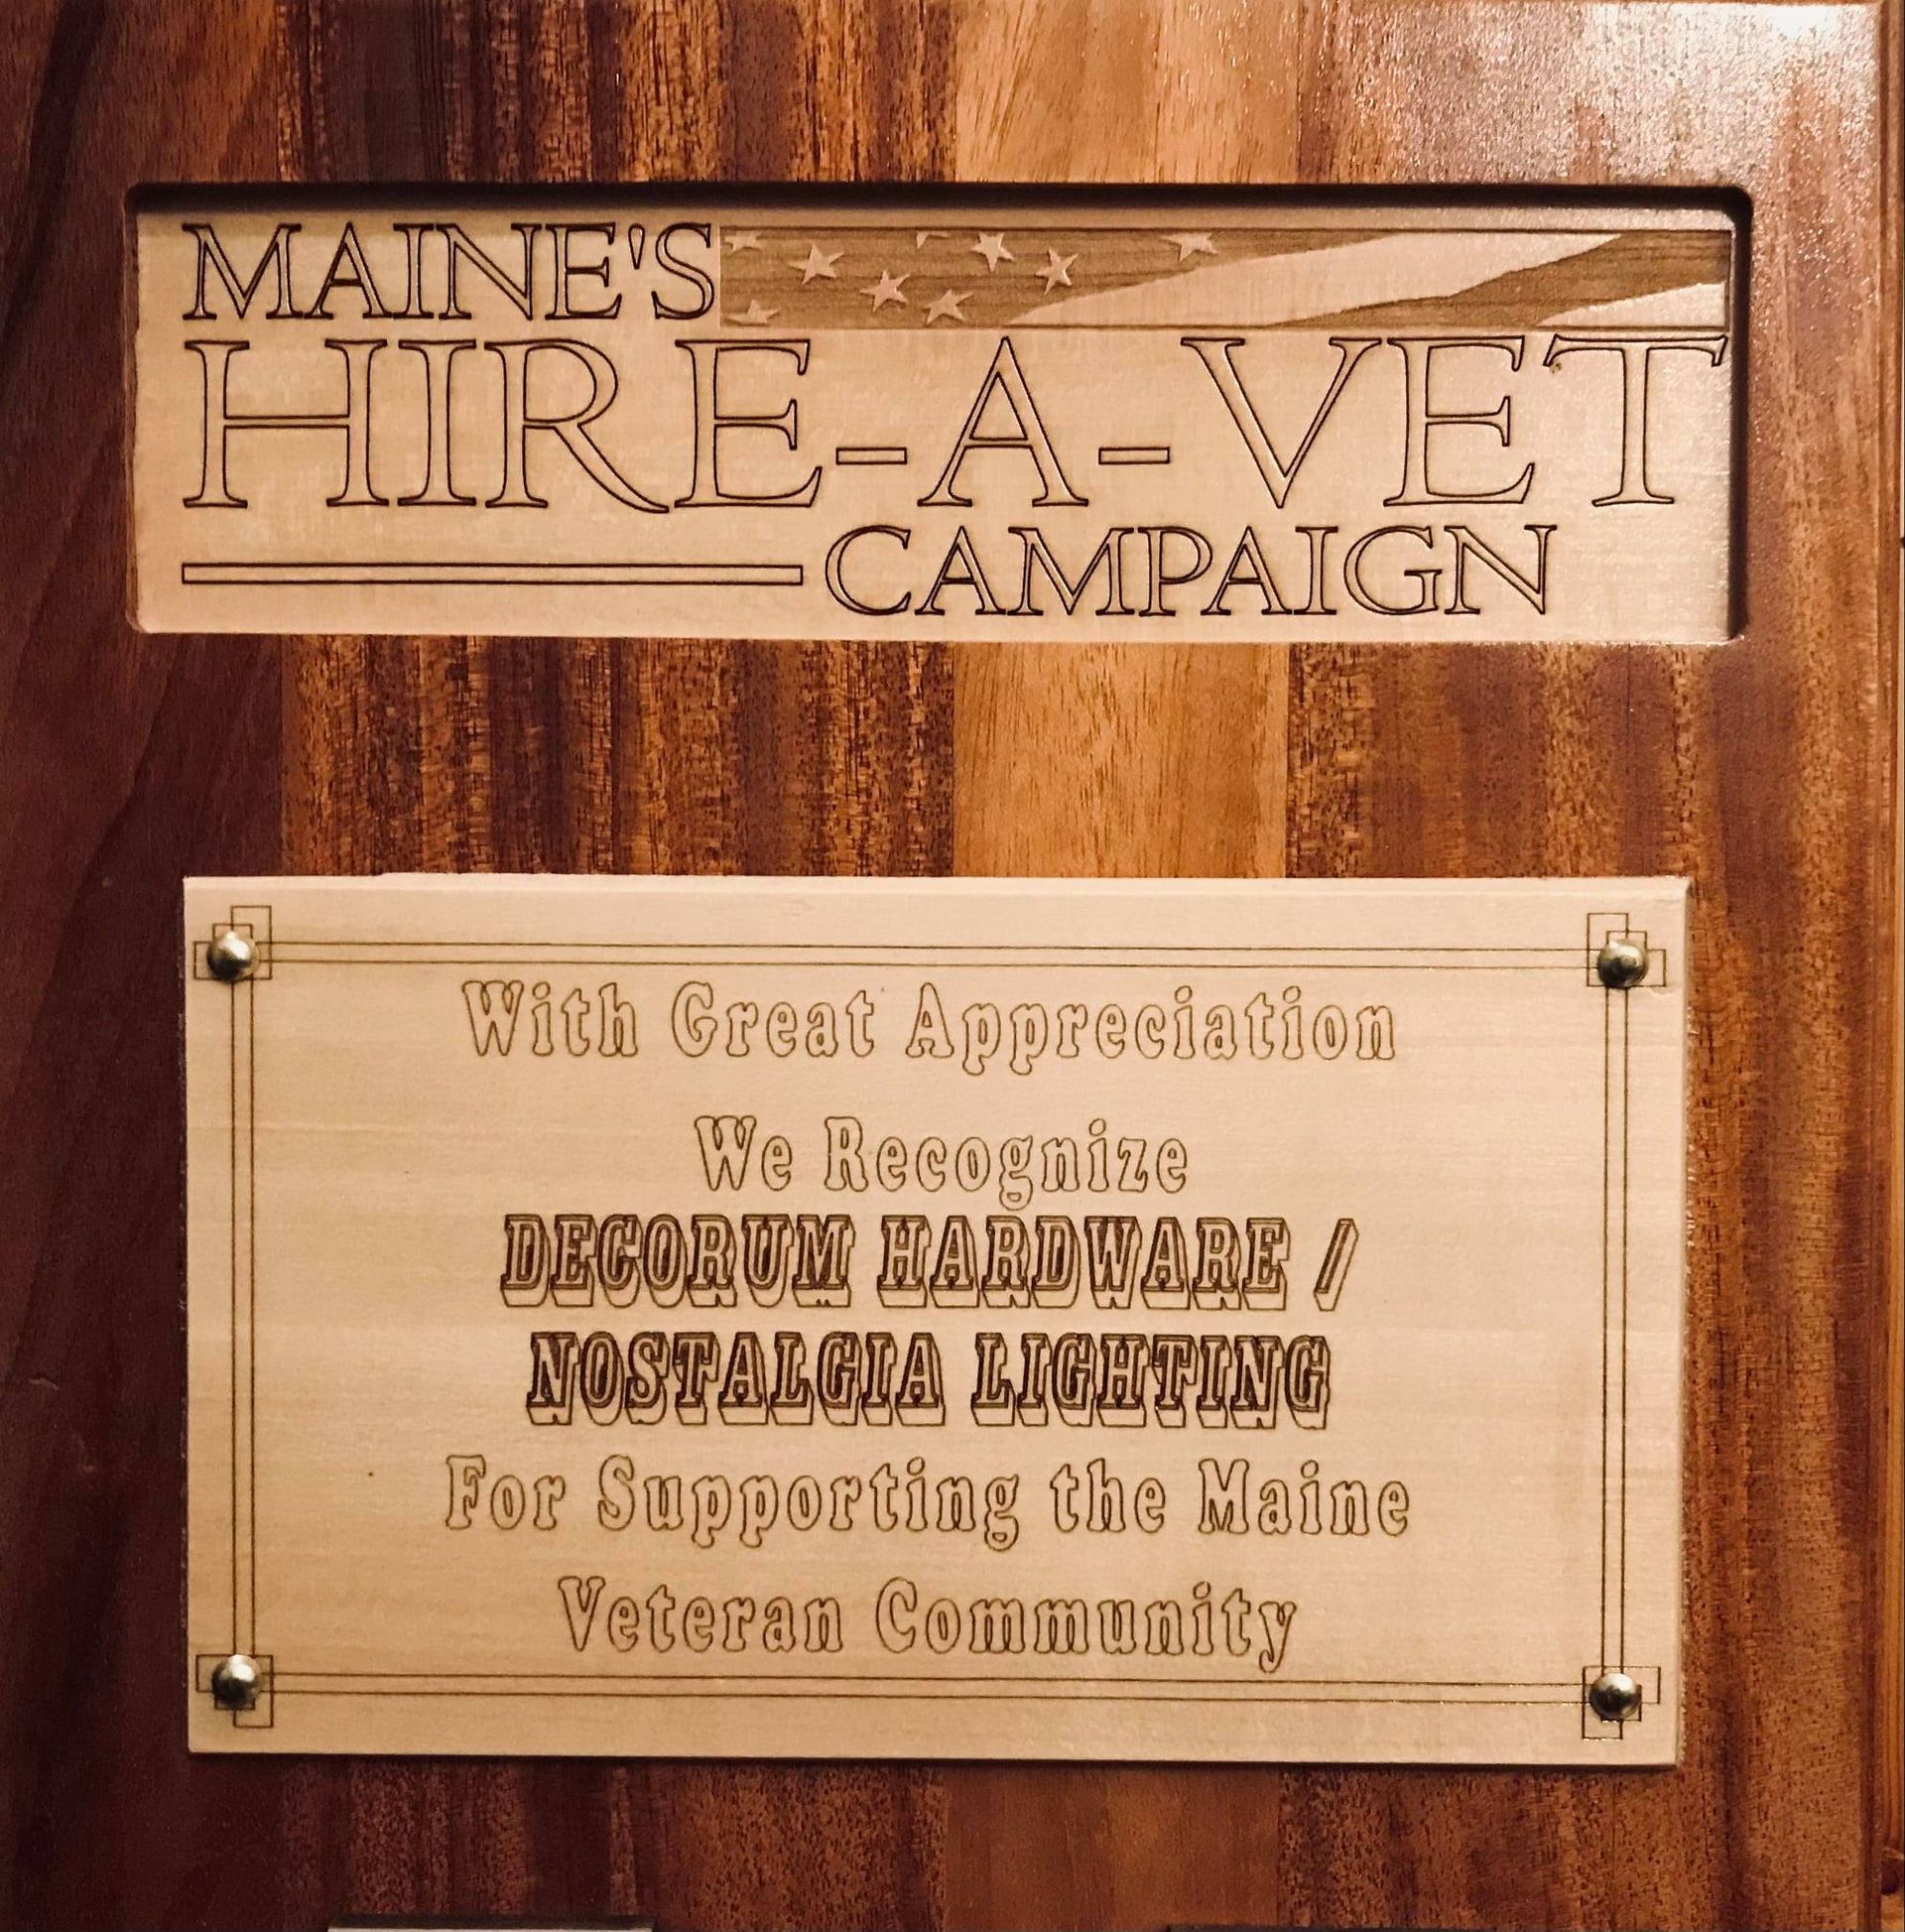 MAINE'S
HIRE-A-VET
CAMPAIGN
With Great Appreciation
We Recognize
DECORUM HARDWARE /
NOSTALGIA LIGHTING
For Supporting the Maine
Veteran Community